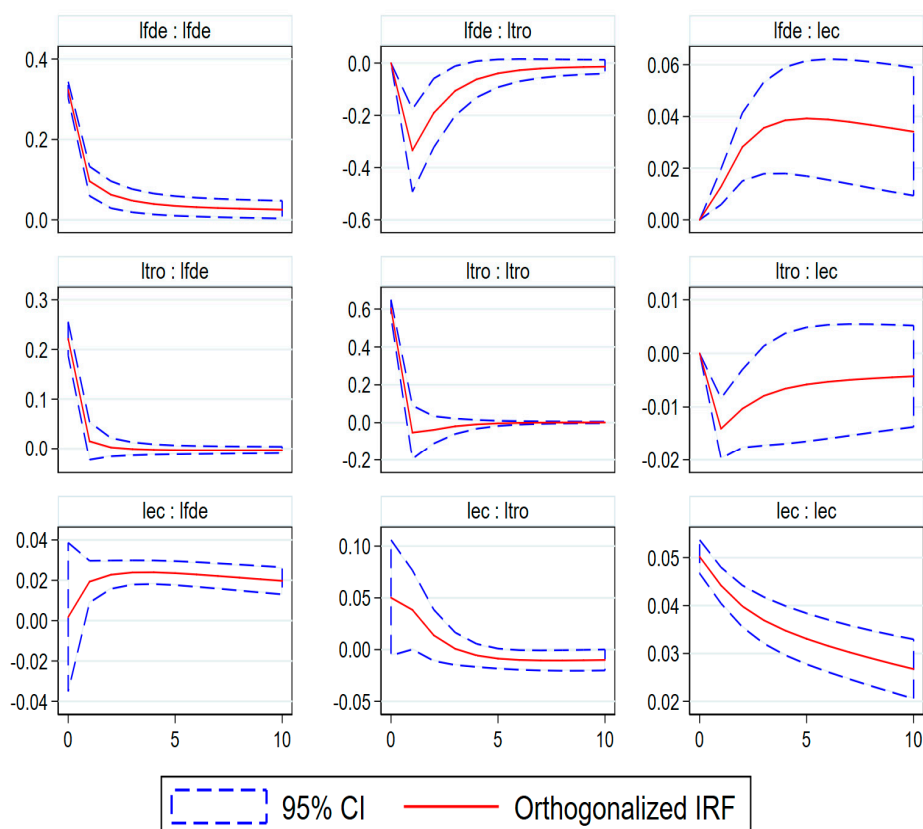 lfde : lfde
lfde : ltro
lfde : lec
0.4
0.2
0.0
0.0
-0.2
-0.4
-0.6
0.06
0.04
0.02
0.00
ltro : lfde
ltro : ltro
ltro : lec
0.3
0.2
0.1
0.0
0.6
0.4
0.2
0.0
-0.2
0.01
0.00
-0.01
-0.02
lec : lfde
lec : ltro
lec : lec
0.04
0.02
0.00
-0.02
-0.04
0.10
0.05
0.00
-0.05
0.05
0.04
0.03
0.02
0 5 10
0 5 10
0 5 10
95% CI
Orthogonalized IRF